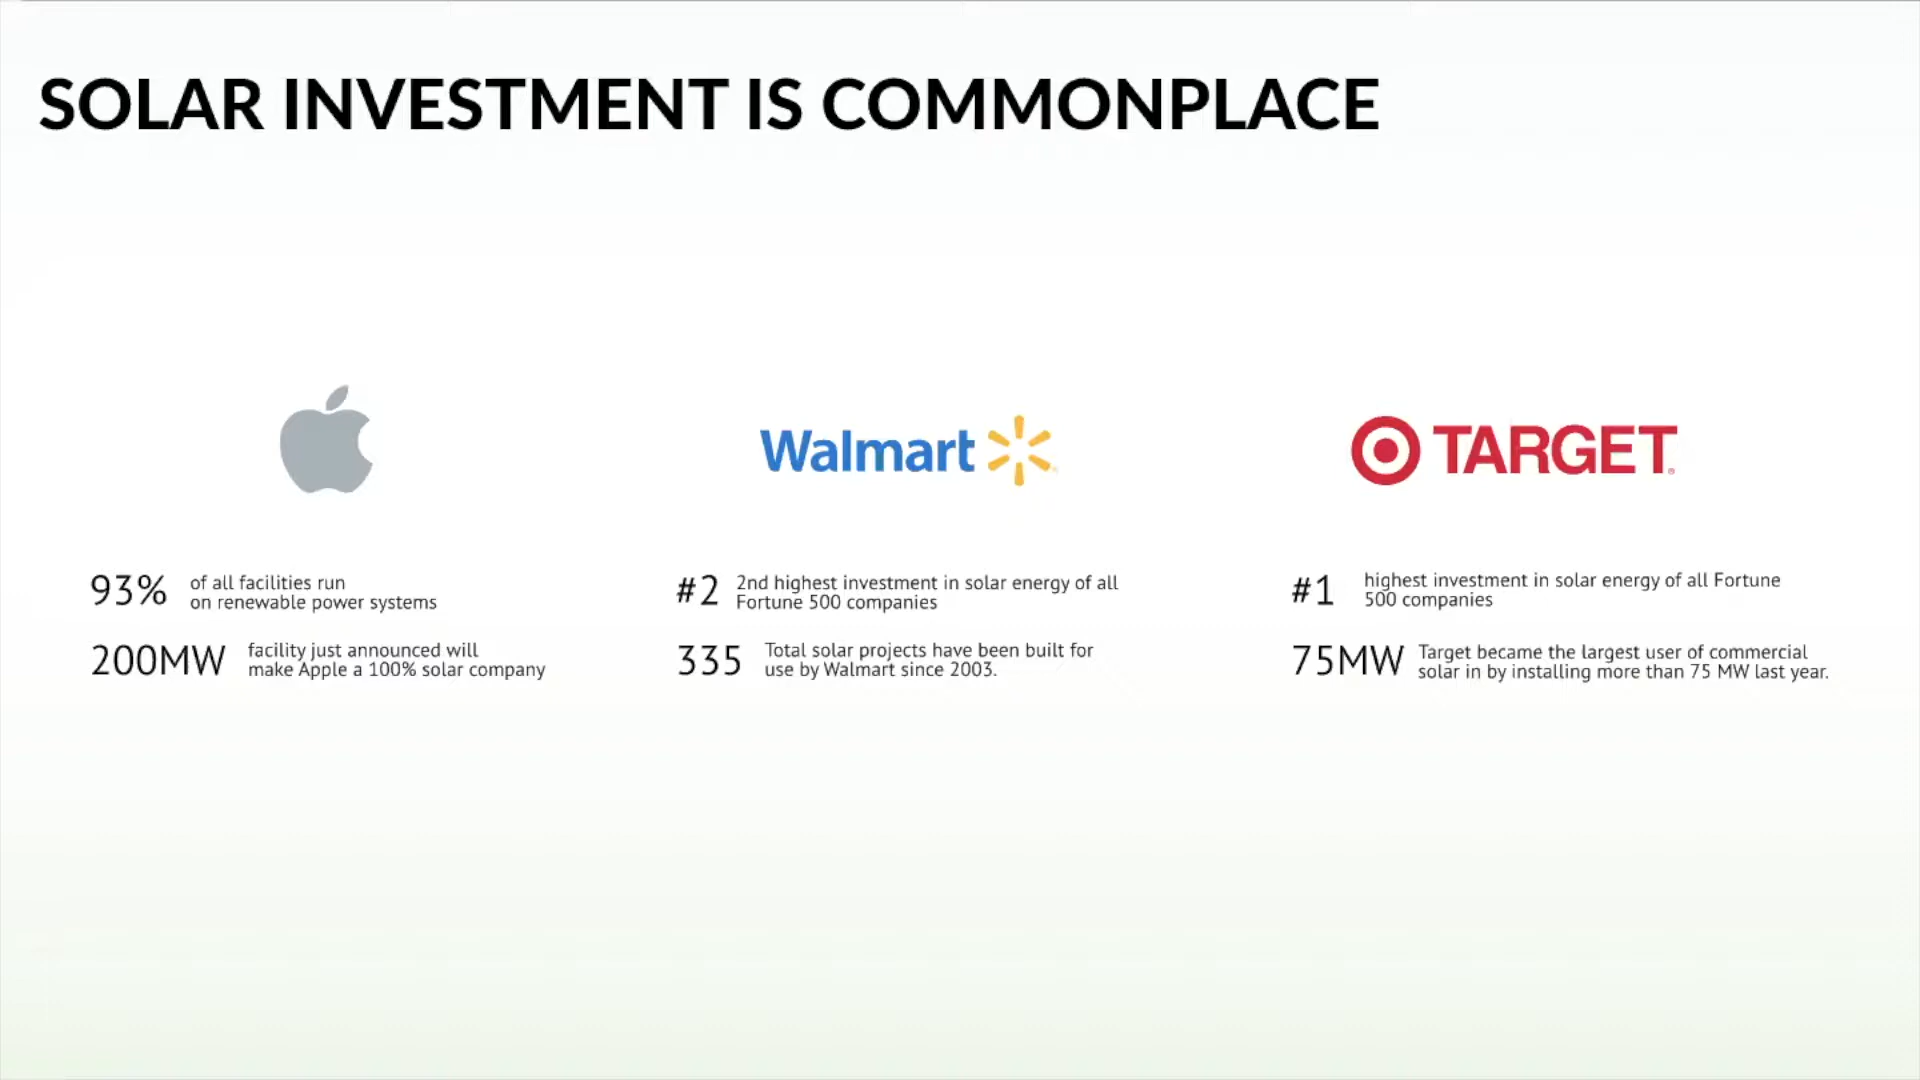 SOLAR INVESTMENT IS COMMONPLACE
Walmart
TARGET
93%
of all facilities run
on renewable power systems
200MW
facility just announced will
make Apple a 100% solar company
#2
2nd highest investment in solar energy of all
Fortune 500 companies
335
Total solar projects have been built for
use by Walmart since 2003.
#1
highest investment in solar energy of all Fortune
500 companies
75MW
Target became the largest user of commercial
solar in by installing more than 75 MW last year.